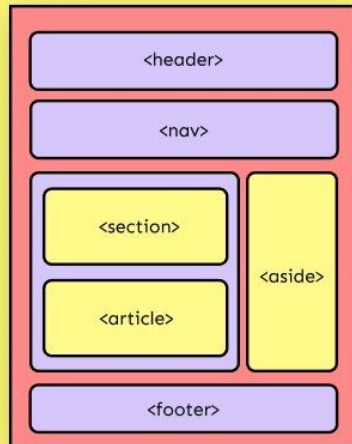 <header>
<nav>
<section>
<article>
<aside>
<footer>